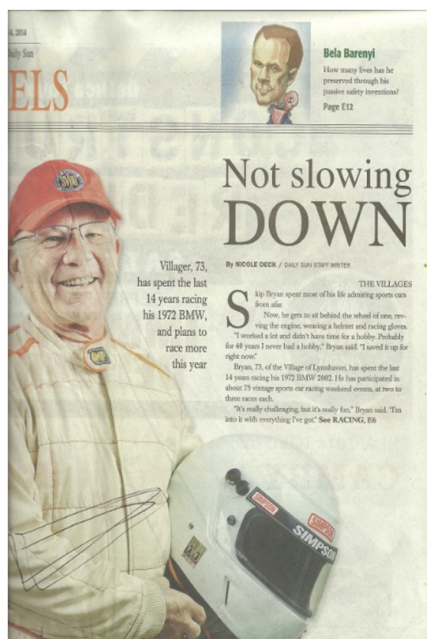 2014
Daily Sun
ELS
Bela Barenyi
How many lives has he
preserved through his
passive safety inventions?
Page E12
Not slowing
DOWN
By NICOLE DECK / DAILY SUN STAFF WRITER
Villager, 73,
has spent the last
14 years racing
his 1972 BMW,
and plans to
race more
this year
THE VILLAGES
Skip Bryan spent most of his life admiring sports cars
from afar.
Now, he gets to sit behind the wheel of one, rev-
ving the engine, wearing a helmet and racing gloves.
"I worked a lot and didn't have time for a hobby. Probably
for 40 years I never had a hobby," Bryan said. "I saved it up for
right now."
Bryan, 73, of the Village of Lynnhaven, has spent the last
14 years racing his 1972 BMW 2002. He has participated in
about 75 vintage sports car racing weekend events, at two to
three races each.
"It's really challenging, but it's really fun," Bryan said. "I'm
into it with everything I've got." See RACING, E6
SIMPSON
SIMPSON
SIMPSON